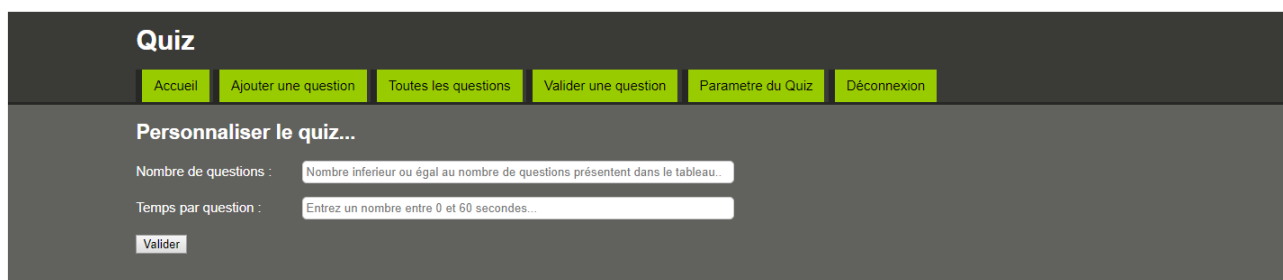 Quiz
Accueil Ajouter une question Toutes les questions Valider une question Parametre du Quiz Déconnexion
Personnaliser le quiz...
Nombre de questions : Nombre inferieur ou égal au nombre de questions présentent dans le tableau..
Temps par question : Entrez un nombre entre 0 et 60 secondes...
Valider